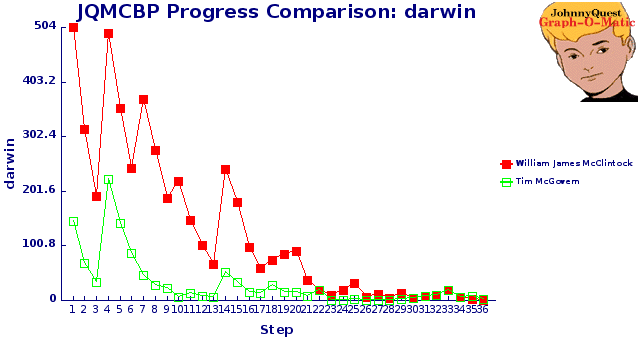 JQMCBP Progress Comparison: darwin
JohnnyQuest
Graph-O-Matic
504
403.2
302.4
201.6
100.8
0
darwin
William James McClintock
Tim McGovern
1 2 3 4 5 6 7 8 9 10 11 12 13 14 15 16 17 18 19 20 21 22 23 24 25 26 27 28 29 30 31 32 33 34 35 36
Step